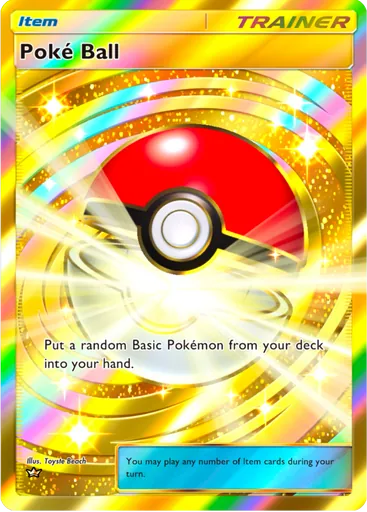 Item
TRAINER
Poké Ball
Put a random Basic Pokémon from your deck
into your hand.
Illus. Toyste Beach
You may play any number of Item cards during your
turn.